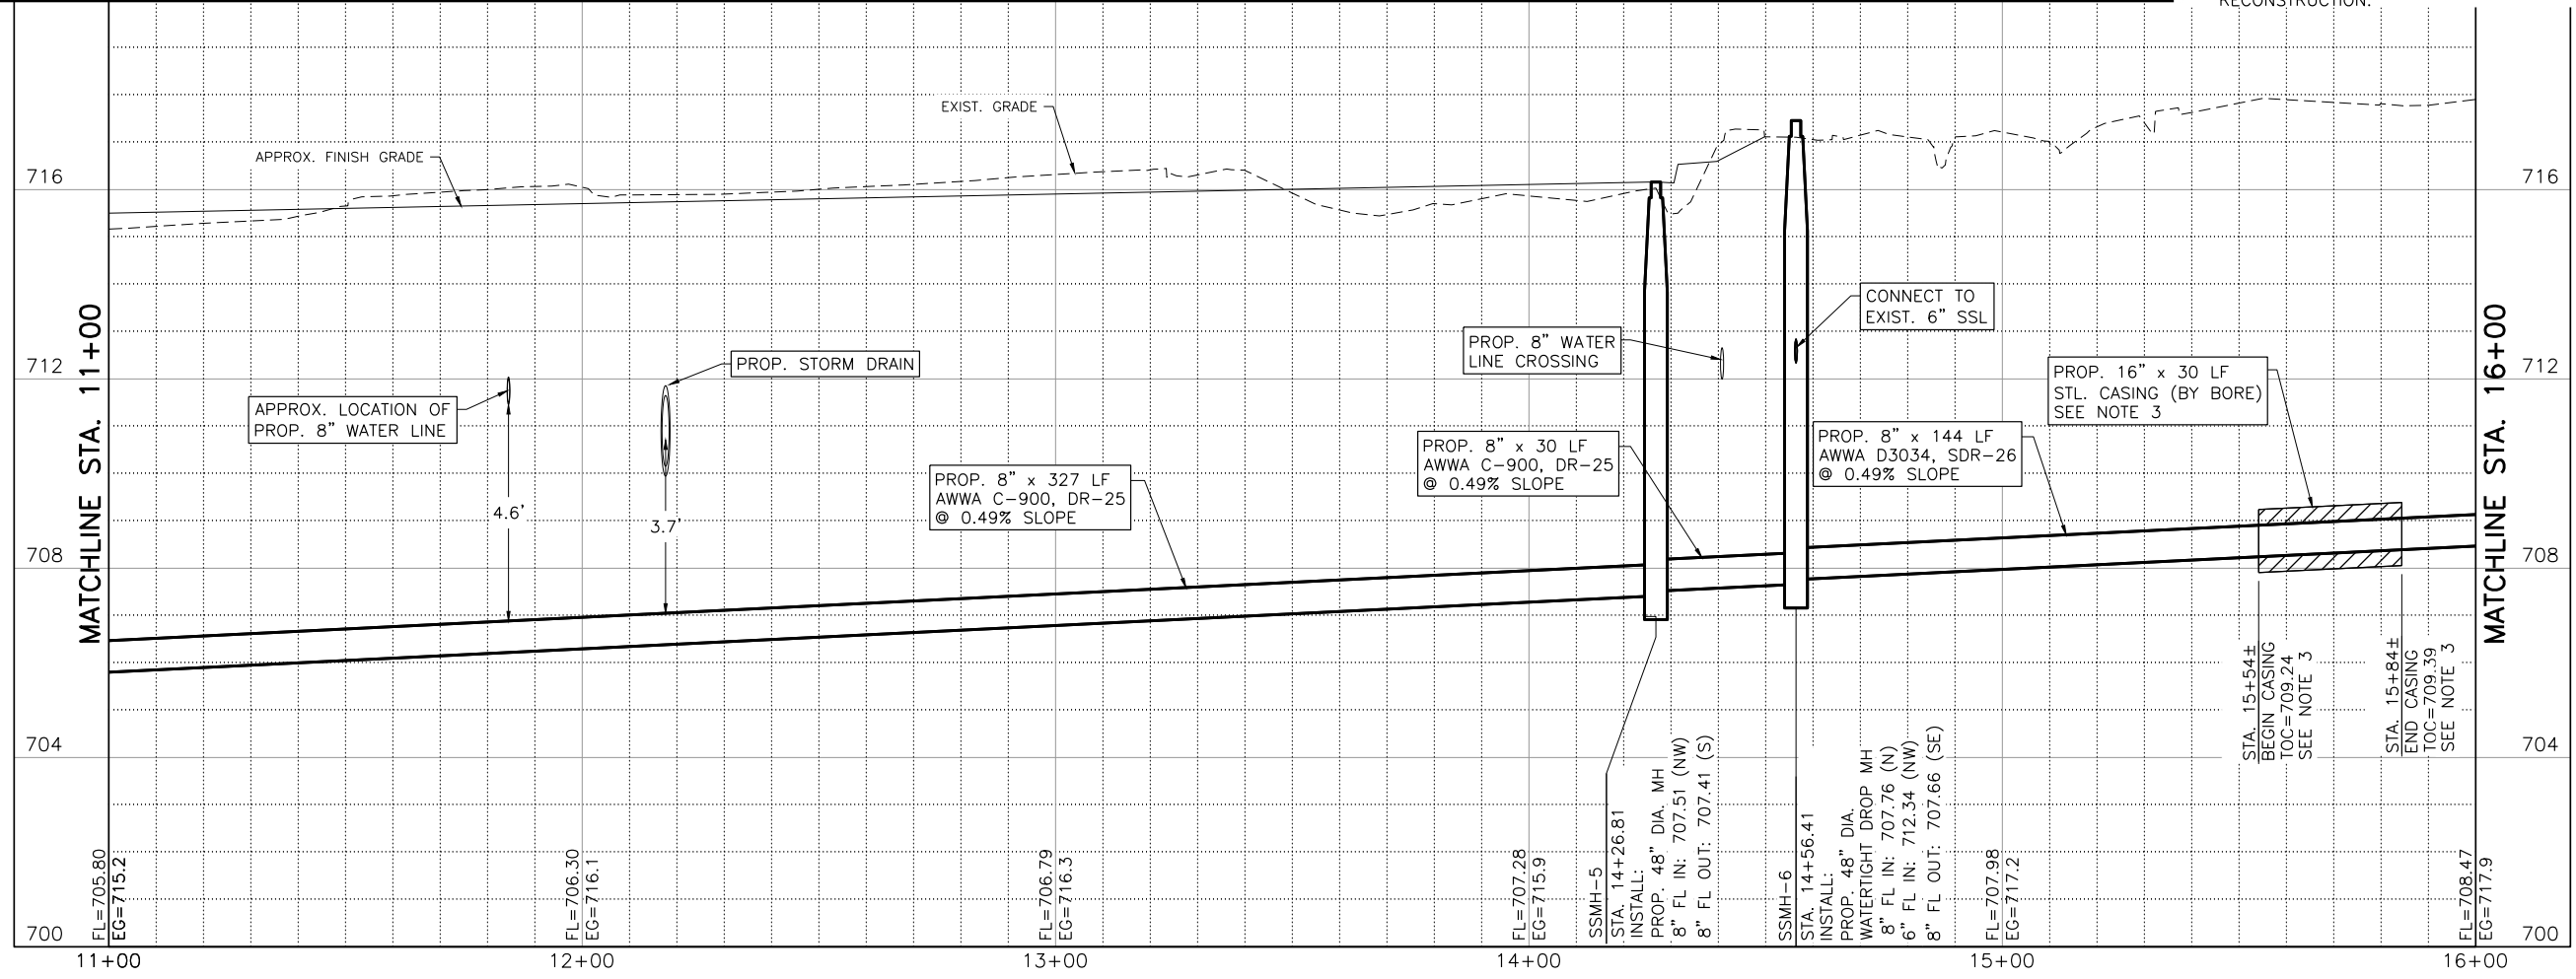 RECONSTRUCTION.
EXIST. GRADE
APPROX. FINISH GRADE
716
716
MATCHLINE STA. 11+00
MATCHLINE STA. 16+00
CONNECT TO
EXIST. 6" SSL
PROP. 8" WATER
LINE CROSSING
PROP. STORM DRAIN
712
712
PROP. 16" x 30 LF
STL. CASING (BY BORE)
SEE NOTE 3
APPROX. LOCATION OF
PROP. 8" WATER LINE
PROP. 8" x 30 LF
AWWA C-900, DR-25
@ 0.49% SLOPE
PROP. 8" x 144 LF
AWWA D3034, SDR-26
@ 0.49% SLOPE
PROP. 8" x 327 LF
AWWA C-900, DR-25
@ 0.49% SLOPE
4.6'
3.7'
708
708
STA. 15+54±
BEGIN CASING
TOC=709.24
SEE NOTE 3
STA. 15+84±
END CASING
TOC=709.39
SEE NOTE 3
704
704
FL=705.80
EG=715.2
FL=706.30
EG=716.1
FL=706.79
EG=716.3
FL=707.28
EG=715.9
SSMH-5
STA. 14+26.81
INSTALL:
PROP. 48" DIA. MH
8" FL IN: 707.51 (NW)
8" FL OUT: 707.41 (S)
SSMH-6
STA. 14+56.41
INSTALL:
PROP. 48" DIA.
WATERTIGHT DROP MH
8" FL IN: 707.76 (N)
6" FL IN: 712.34 (NW)
8" FL OUT: 707.66 (SE)
FL=707.98
EG=717.2
FL=708.47
EG=717.9
700
700
11+00
12+00
13+00
14+00
15+00
16+00